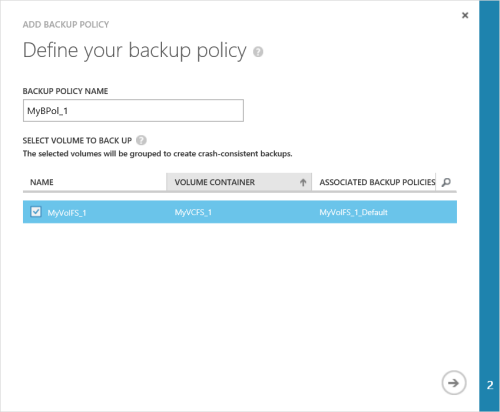 ADD BACKUP POLICY
Define your backup policy ?
BACKUP POLICY NAME
MyBPol_1
SELECT VOLUME TO BACK UP ?
The selected volumes will be grouped to create crash-consistent backups.
NAME VOLUME CONTAINER ASSOCIATED BACKUP POLICIES
MyVolFS_1 MyVCFS_1 MyVolFS_1_Default
2